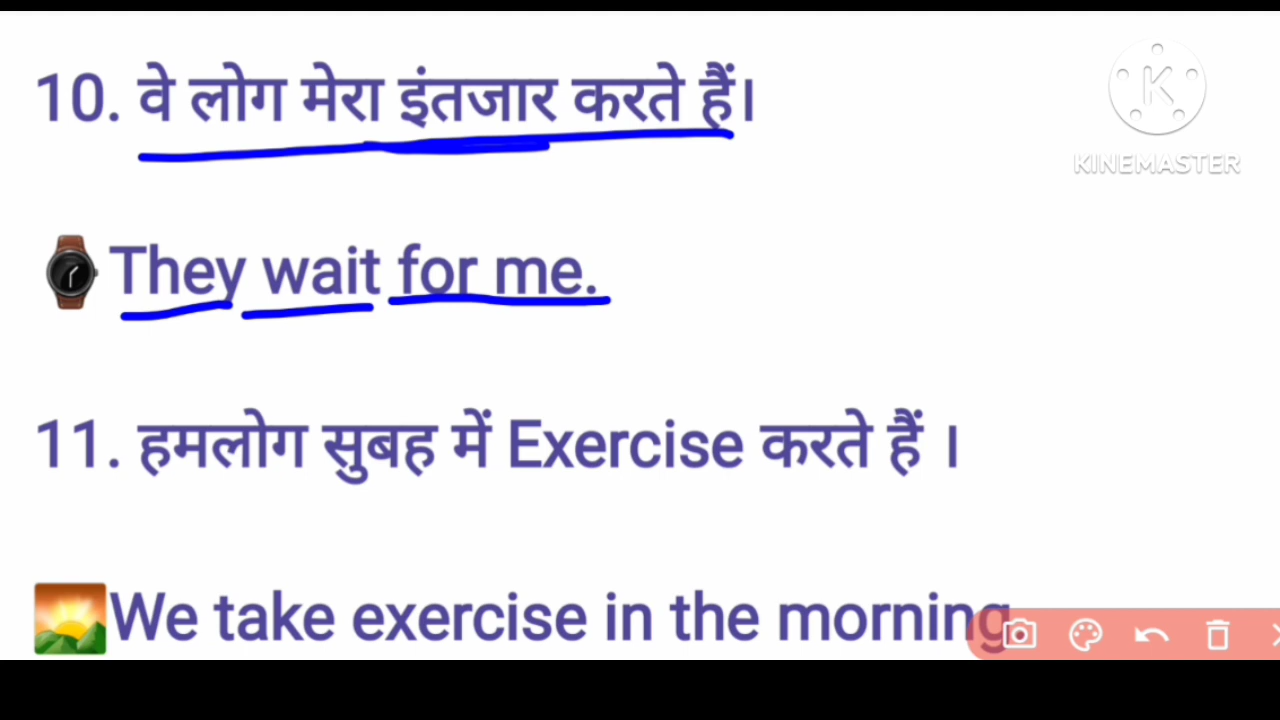 10. वे लोग मेरा इंतजार करते हैं।
KINEMASTER
They wait for me.
11. हमलोग सुबह में Exercise करते हैं ।
We take exercise in the morning